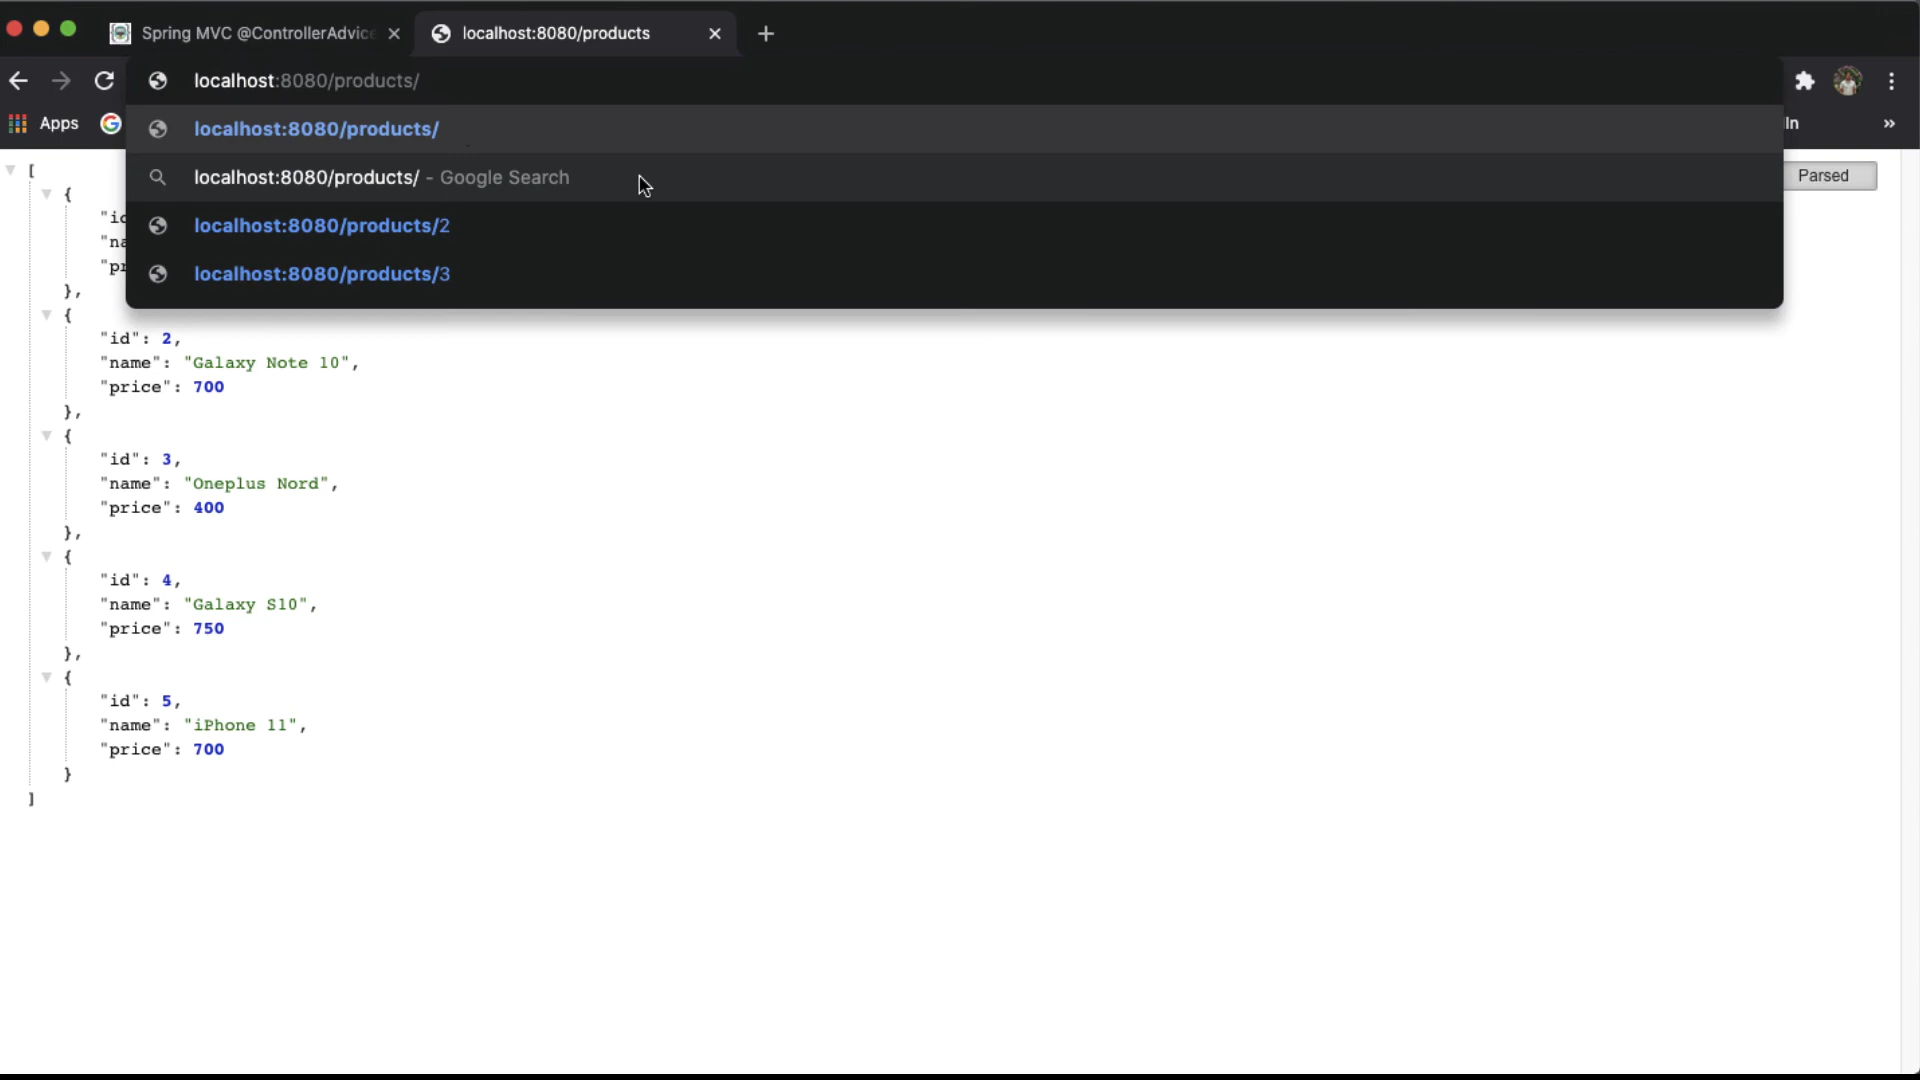 Spring MVC @ControllerAdvice
localhost:8080/products
localhost:8080/products/
Apps
localhost:8080/products/
In
»
localhost:8080/products/ - Google Search
Parsed
localhost:8080/products/2
localhost:8080/products/3
[
{
},
{
"id": 2,
"name": "Galaxy Note 10",
"price": 700
},
{
"id": 3,
"name": "Oneplus Nord",
"price": 400
},
{
"id": 4,
"name": "Galaxy S10",
"price": 750
},
{
"id": 5,
"name": "iPhone 11",
"price": 700
}
]